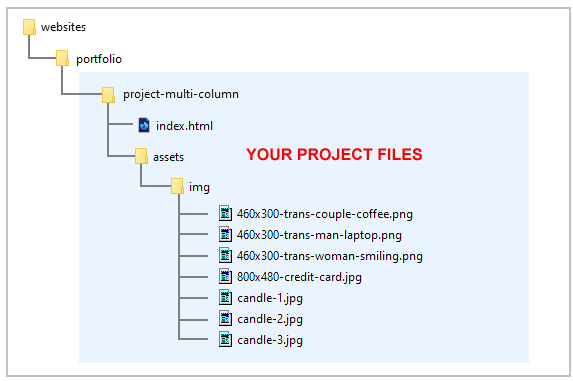 websites
portfolio
project-multi-column
index.html
assets
YOUR PROJECT FILES
img
460x300-trans-couple-coffee.png
460x300-trans-man-laptop.png
460x300-trans-woman-smiling.png
800x480-credit-card.jpg
candle-1.jpg
candle-2.jpg
candle-3.jpg